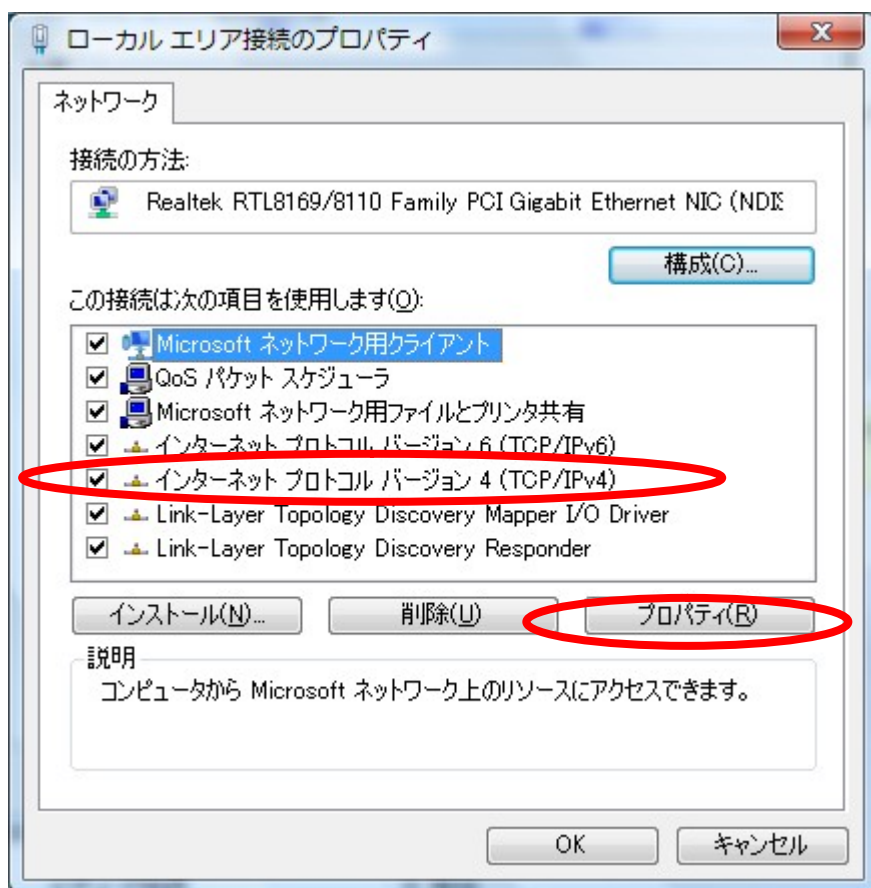 ローカル エリア接続のプロパティ
ネットワーク
接続の方法:
Realtek RTL8169/8110 Family PCI Gigabit Ethernet NIC (NDIS
構成(C)...
この接続は次の項目を使用します(O):
Microsoft ネットワーク用クライアント
QoS パケット スケジューラ
Microsoft ネットワーク用ファイルとプリンタ共有
インターネット プロトコル バージョン 6 (TCP/IPv6)
インターネット プロトコル バージョン 4 (TCP/IPv4)
Link-Layer Topology Discovery Mapper I/O Driver
Link-Layer Topology Discovery Responder
インストール(N)... 削除(U) プロパティ(R)
説明
コンピュータから Microsoft ネットワーク上のリソースにアクセスできます。
OK キャンセル